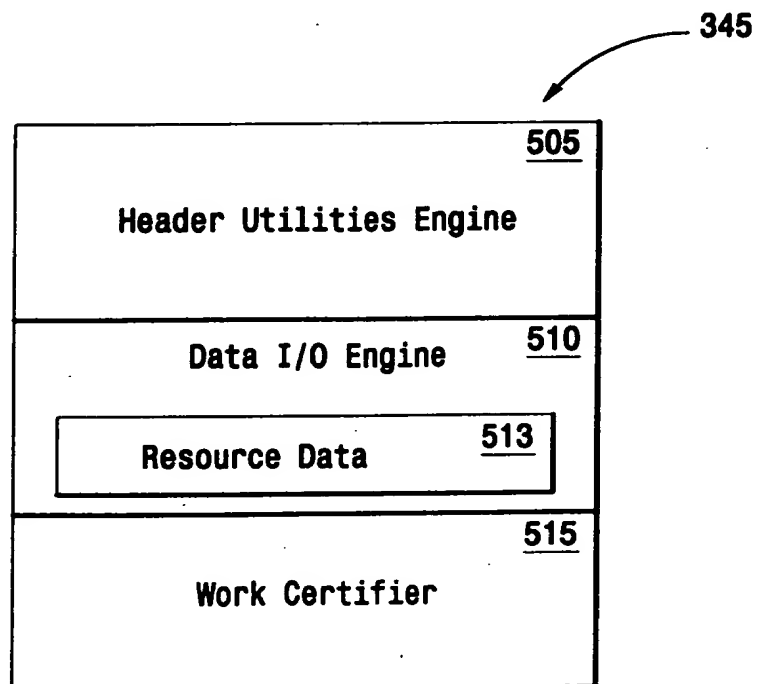 345
505
Header Utilities Engine
510
Data I/O Engine
513
Resource Data
515
Work Certifier